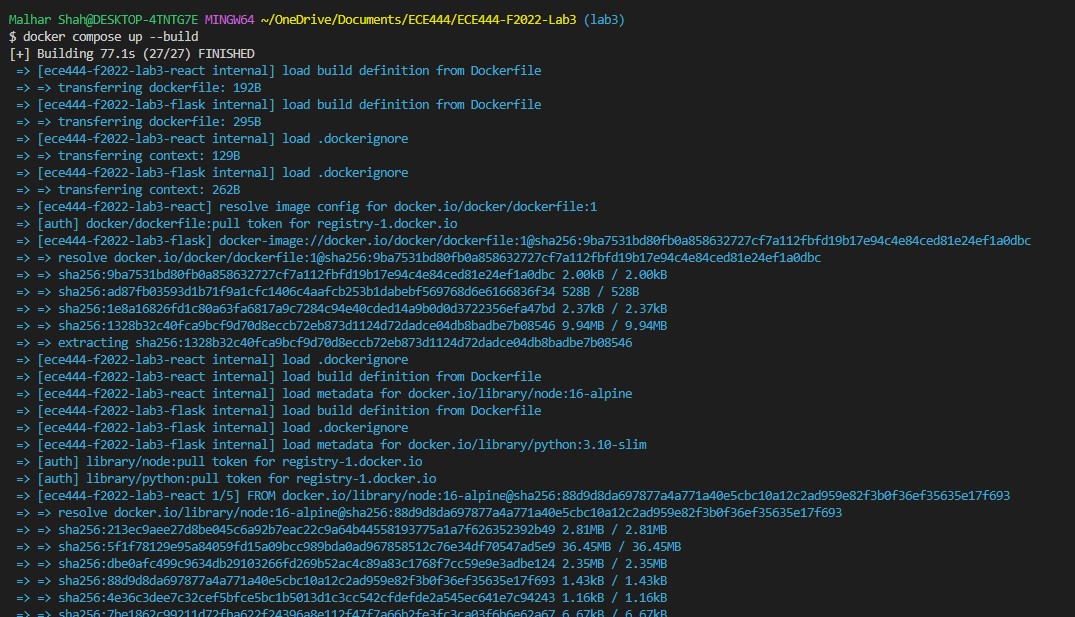 Malhar Shah@DESKTOP-4TNTG7E MINGW64 ~/OneDrive/Documents/ECE444/ECE444-F2022-Lab3 (lab3)
$ docker compose up --build
[+] Building 77.1s (27/27) FINISHED
=> [ece444-f2022-lab3-react internal] load build definition from Dockerfile
=> => transferring dockerfile: 192B
=> [ece444-f2022-lab3-flask internal] load build definition from Dockerfile
=> => transferring dockerfile: 295B
=> [ece444-f2022-lab3-react internal] load .dockerignore
=> => transferring context: 129B
=> [ece444-f2022-lab3-flask internal] load .dockerignore
=> => transferring context: 262B
=> [ece444-f2022-lab3-react] resolve image config for docker.io/docker/dockerfile:1
=> [auth] docker/dockerfile:pull token for registry-1.docker.io
=> [ece444-f2022-lab3-flask] docker-image://docker.io/docker/dockerfile:1@sha256:9ba7531bd80fb0a858632727cf7a112fbfd19b17e94c4e84ced81e24ef1a0dbc
=> => resolve docker.io/docker/dockerfile:1@sha256:9ba7531bd80fb0a858632727cf7a112fbfd19b17e94c4e84ced81e24ef1a0dbc
=> => sha256:9ba7531bd80fb0a858632727cf7a112fbfd19b17e94c4e84ced81e24ef1a0dbc 2.00kB / 2.00kB
=> => sha256:ad87fb03593d1b71f9a1cfc1406c4aafcb253b1dabebf569768d6e6166836f34 528B / 528B
=> => sha256:1e8a16826fd1c80a63fa6817a9c7284c94e40cded14a9b0d0d3722356efa47bd 2.37kB / 2.37kB
=> => sha256:1328b32c40fca9bcf9d70d8eccb72eb873d1124d72dadce04db8badbe7b08546 9.94MB / 9.94MB
=> => extracting sha256:1328b32c40fca9bcf9d70d8eccb72eb873d1124d72dadce04db8badbe7b08546
=> [ece444-f2022-lab3-react internal] load .dockerignore
=> [ece444-f2022-lab3-react internal] load build definition from Dockerfile
=> [ece444-f2022-lab3-react internal] load metadata for docker.io/library/node:16-alpine
=> [ece444-f2022-lab3-flask internal] load build definition from Dockerfile
=> [ece444-f2022-lab3-flask internal] load .dockerignore
=> [ece444-f2022-lab3-flask internal] load metadata for docker.io/library/python:3.10-slim
=> [auth] library/node:pull token for registry-1.docker.io
=> [auth] library/python:pull token for registry-1.docker.io
=> [ece444-f2022-lab3-react 1/5] FROM docker.io/library/node:16-alpine@sha256:88d9d8da697877a4a771a40e5cbc10a12c2ad959e82f3b0f36ef35635e17f693
=> => resolve docker.io/library/node:16-alpine@sha256:88d9d8da697877a4a771a40e5cbc10a12c2ad959e82f3b0f36ef35635e17f693
=> => sha256:213ec9aee27d8be045c6a92b7eac22c9a64b44558193775a1a7f626352392b49 2.81MB / 2.81MB
=> => sha256:5f1f78129e95a84059fd15a09bcc989bda0ad967858512c76e34df70547ad5e9 36.45MB / 36.45MB
=> => sha256:dbe0afc499c9634db29103266fd269b52ac4c89a83c1768f7cc59e9e3adbe124 2.35MB / 2.35MB
=> => sha256:88d9d8da697877a4a771a40e5cbc10a12c2ad959e82f3b0f36ef35635e17f693 1.43kB / 1.43kB
=> => sha256:4e36c3dee7c32cef5bfce5bc1b5013d1c3cc542cfdefde2a545ec641e7c94243 1.16kB / 1.16kB
=> => 6.67kB / 6.67kB